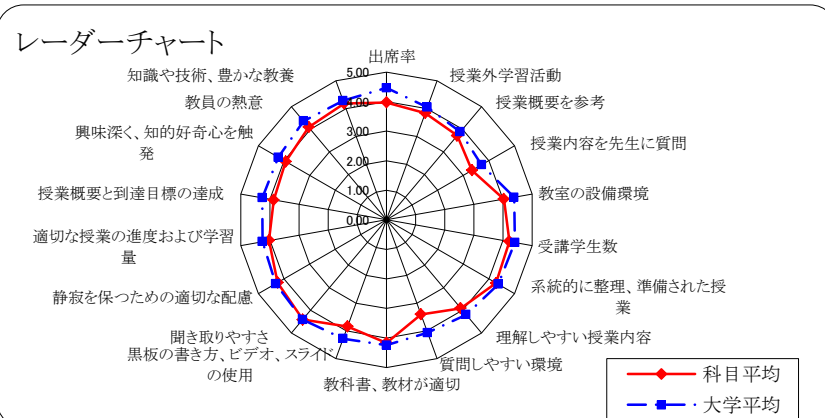 レーダーチャート
出席率
授業外学習活動
授業概要を参考
授業内容を先生に質問
教室の設備環境
受講学生数
系統的に整理、準備された授
業
理解しやすい授業内容
質問しやすい環境
教科書、教材が適切
黒板の書き方、ビデオ、スライド
の使用
聞き取りやすさ
静寂を保つための適切な配慮
適切な授業の進度および学習
量
授業概要と到達目標の達成
興味深く、知的好奇心を触
発
教員の熱意
知識や技術、豊かな教養
5.00
4.00
3.00
2.00
1.00
0.00
科目平均
大学平均